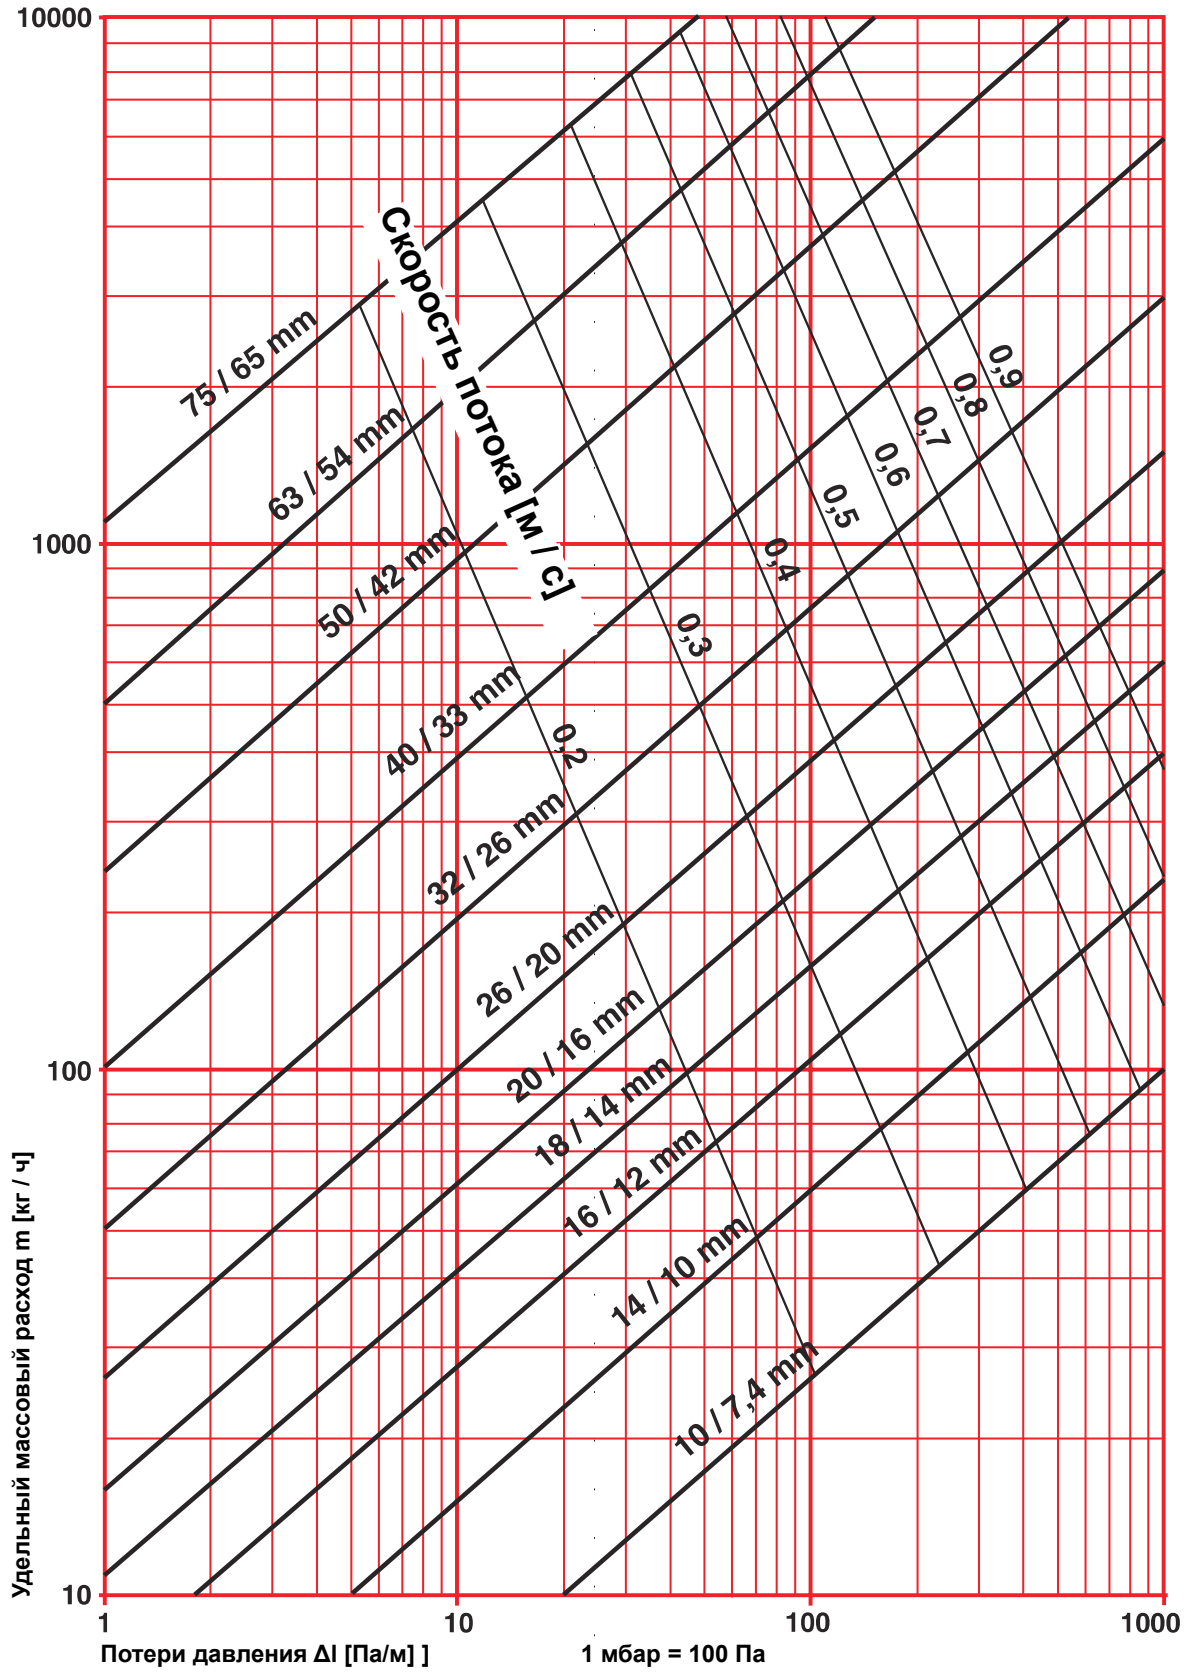 10000
1000
100
10
1
10
100
1000
Удельный массовый расход m [кг / ч]
Скорость потока [м / с]
75 / 65 mm
63 / 54 mm
50 / 42 mm
40 / 33 mm
32 / 26 mm
26 / 20 mm
20 / 16 mm
18 / 14 mm
16 / 12 mm
14 / 10 mm
10 / 7,4 mm
0,2
0,3
0,4
0,5
0,6
0,7
0,8
0,9
Потери давления Δl [Па/м] ]
1 мбар = 100 Па